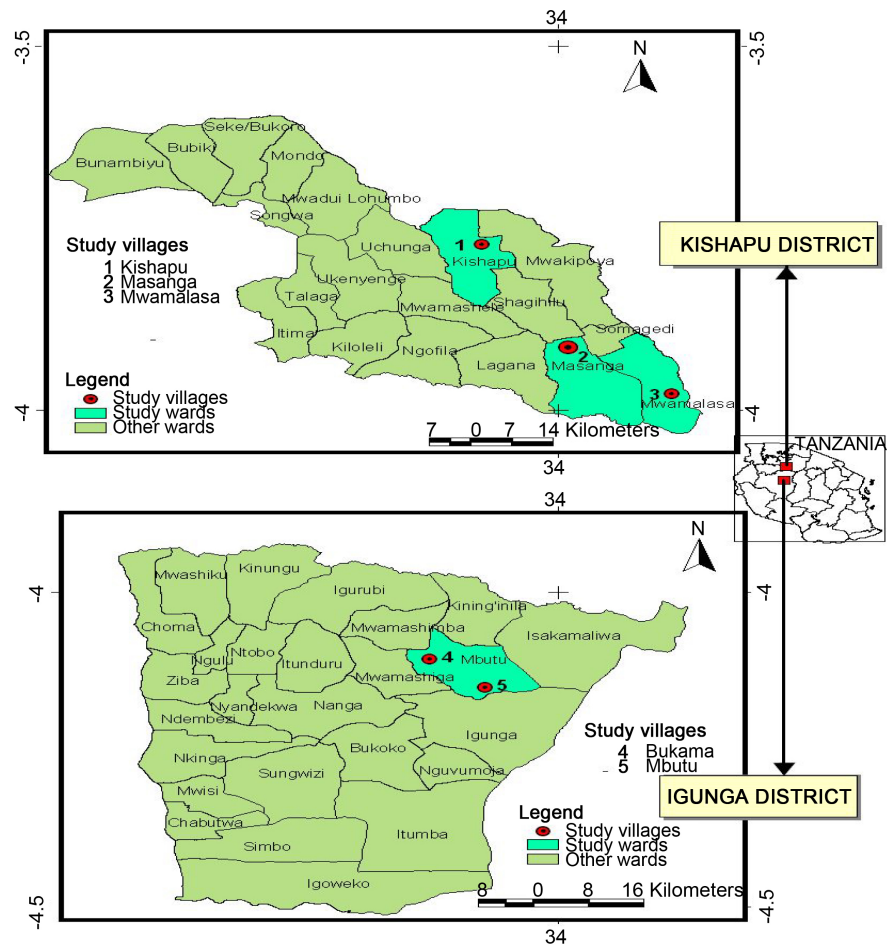 34
-3.5
-3.5
N
Seke/Bukoro
Bubiki
Mondo
Bunambiyu
Mwadui Lohumbo
Songwa
Study villages
1 Kishapu
2 Masanga
3 Mwamalasa
Uchunga
1
Kishapu
Mwakipoya
KISHAPU DISTRICT
Ukenyenge
Talaga
Mwamashele
Shagihilu
Itima
Somagedi
Kiloleli
Ngofila
Lagana
2
Masanga
3
Mwamalasa
Legend
Study villages
Study wards
Other wards
-4
-4
7 0 7 14 Kilometers
34
TANZANIA
34
N
-4
-4
Mwashiku
Kinungu
Igurubi
Kining'inila
Choma
Mwamashimba
Isakamaliwa
Ngulu
Ntobo
Itunduru
4
Mbutu
Ziba
Mwamashiga
5
Nyandekwa
Nanga
Ndembezi
Igunga
Study villages
4 Bukama
5 Mbutu
Nkinga
Bukoko
Sungwizi
Nguvumoja
Mwisi
IGUNGA DISTRICT
Chabutwa
Itumba
Simbo
Legend
Study villages
Study wards
Other wards
Igoweko
8 0 8 16 Kilometers
-4.5
-4.5
34